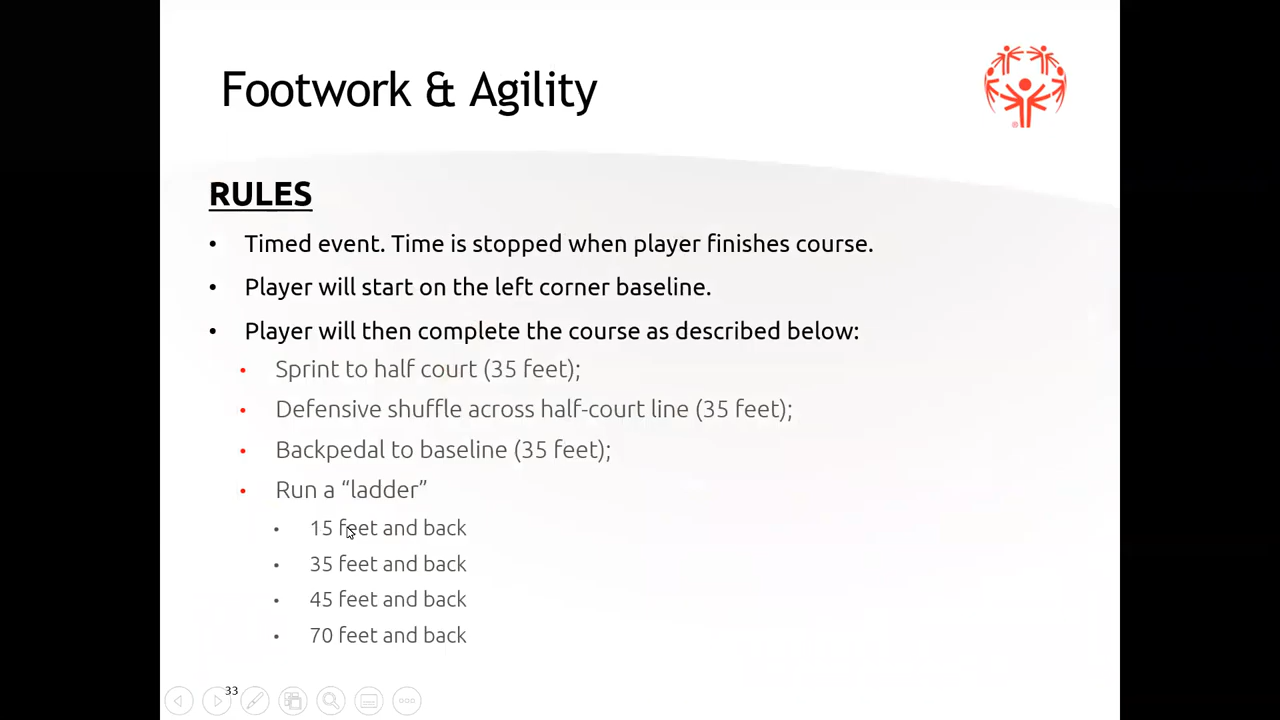 Footwork & Agility
RULES
• Timed event. Time is stopped when player finishes course.
• Player will start on the left corner baseline.
• Player will then complete the course as described below:
• Sprint to half court (35 feet);
• Defensive shuffle across half-court line (35 feet);
• Backpedal to baseline (35 feet);
• Run a “ladder”
• 15 feet and back
• 35 feet and back
• 45 feet and back
• 70 feet and back
33